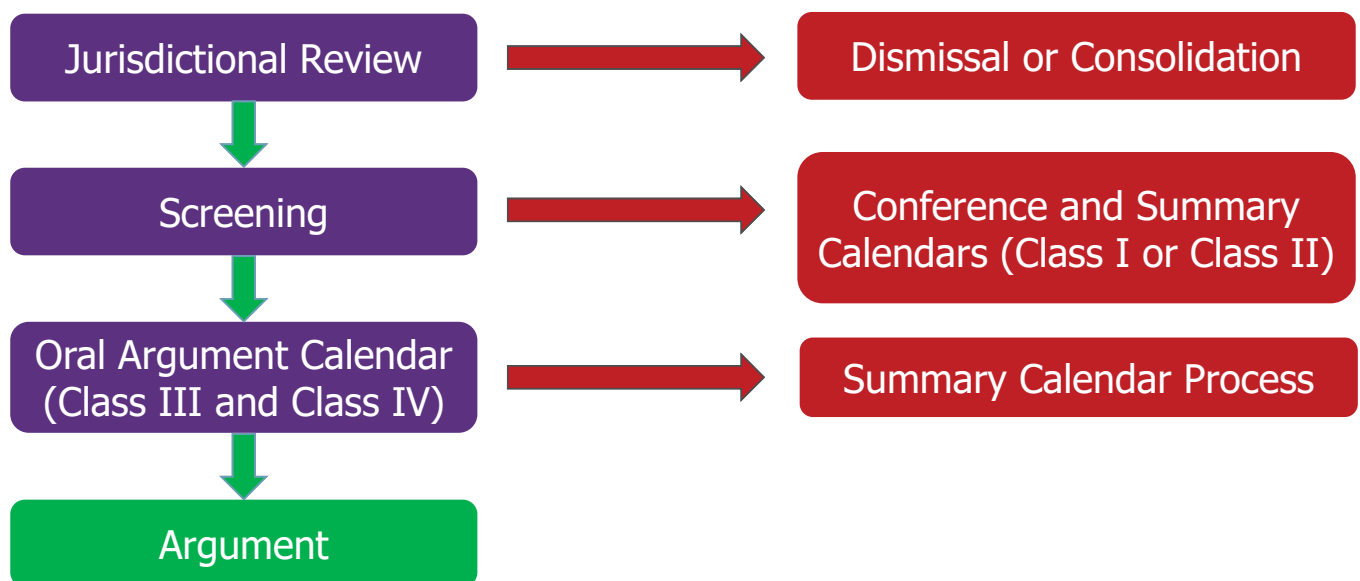 Jurisdictional Review
Dismissal or Consolidation
Screening
Conference and Summary
Calendars (Class I or Class II)
Oral Argument Calendar
(Class III and Class IV)
Summary Calendar Process
Argument